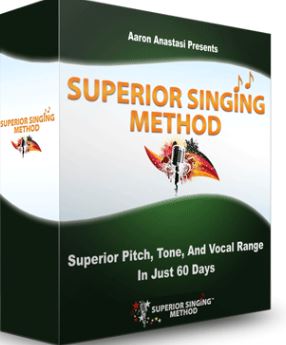 Aaron Anastasi Presents
SUPERIOR SINGING
METHOD
SUPERIOR SINGING
METHOD
Superior Pitch, Tone, And Vocal Range
In Just 60 Days
SUPERIOR SINGING™
METHOD